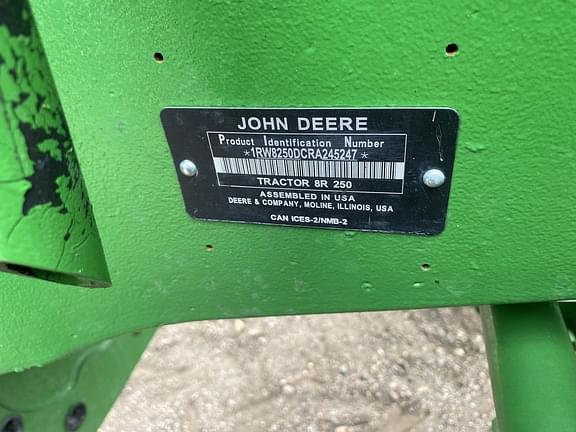 JOHN DEERE
Product Identification Number
*1RW8250DCRA245247*
TRACTOR 8R 250
ASSEMBLED IN USA
DEERE & COMPANY, MOLINE, ILLINOIS, USA
CAN ICES-2/NMB-2